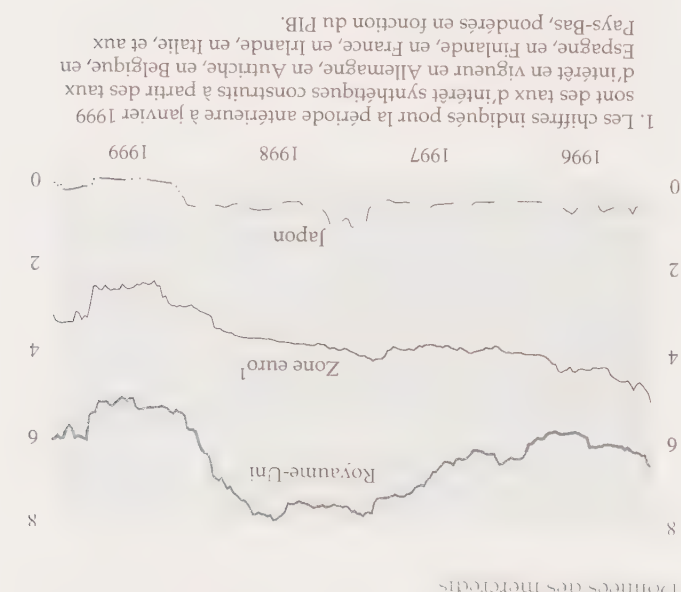 Données des mercredis
8 8
Royaume-Uni
6 6
Zone euro¹
4 4
2 2
Japon
0 0
1996 1997 1998 1999
1. Les chiffres indiqués pour la période antérieure à janvier 1999
sont des taux d'intérêt synthétiques construits à partir des taux
d'intérêt en vigueur en Allemagne, en Autriche, en Belgique, en
Espagne, en Finlande, en France, en Irlande, en Italie, et aux
Pays-Bas, pondérés en fonction du PIB.